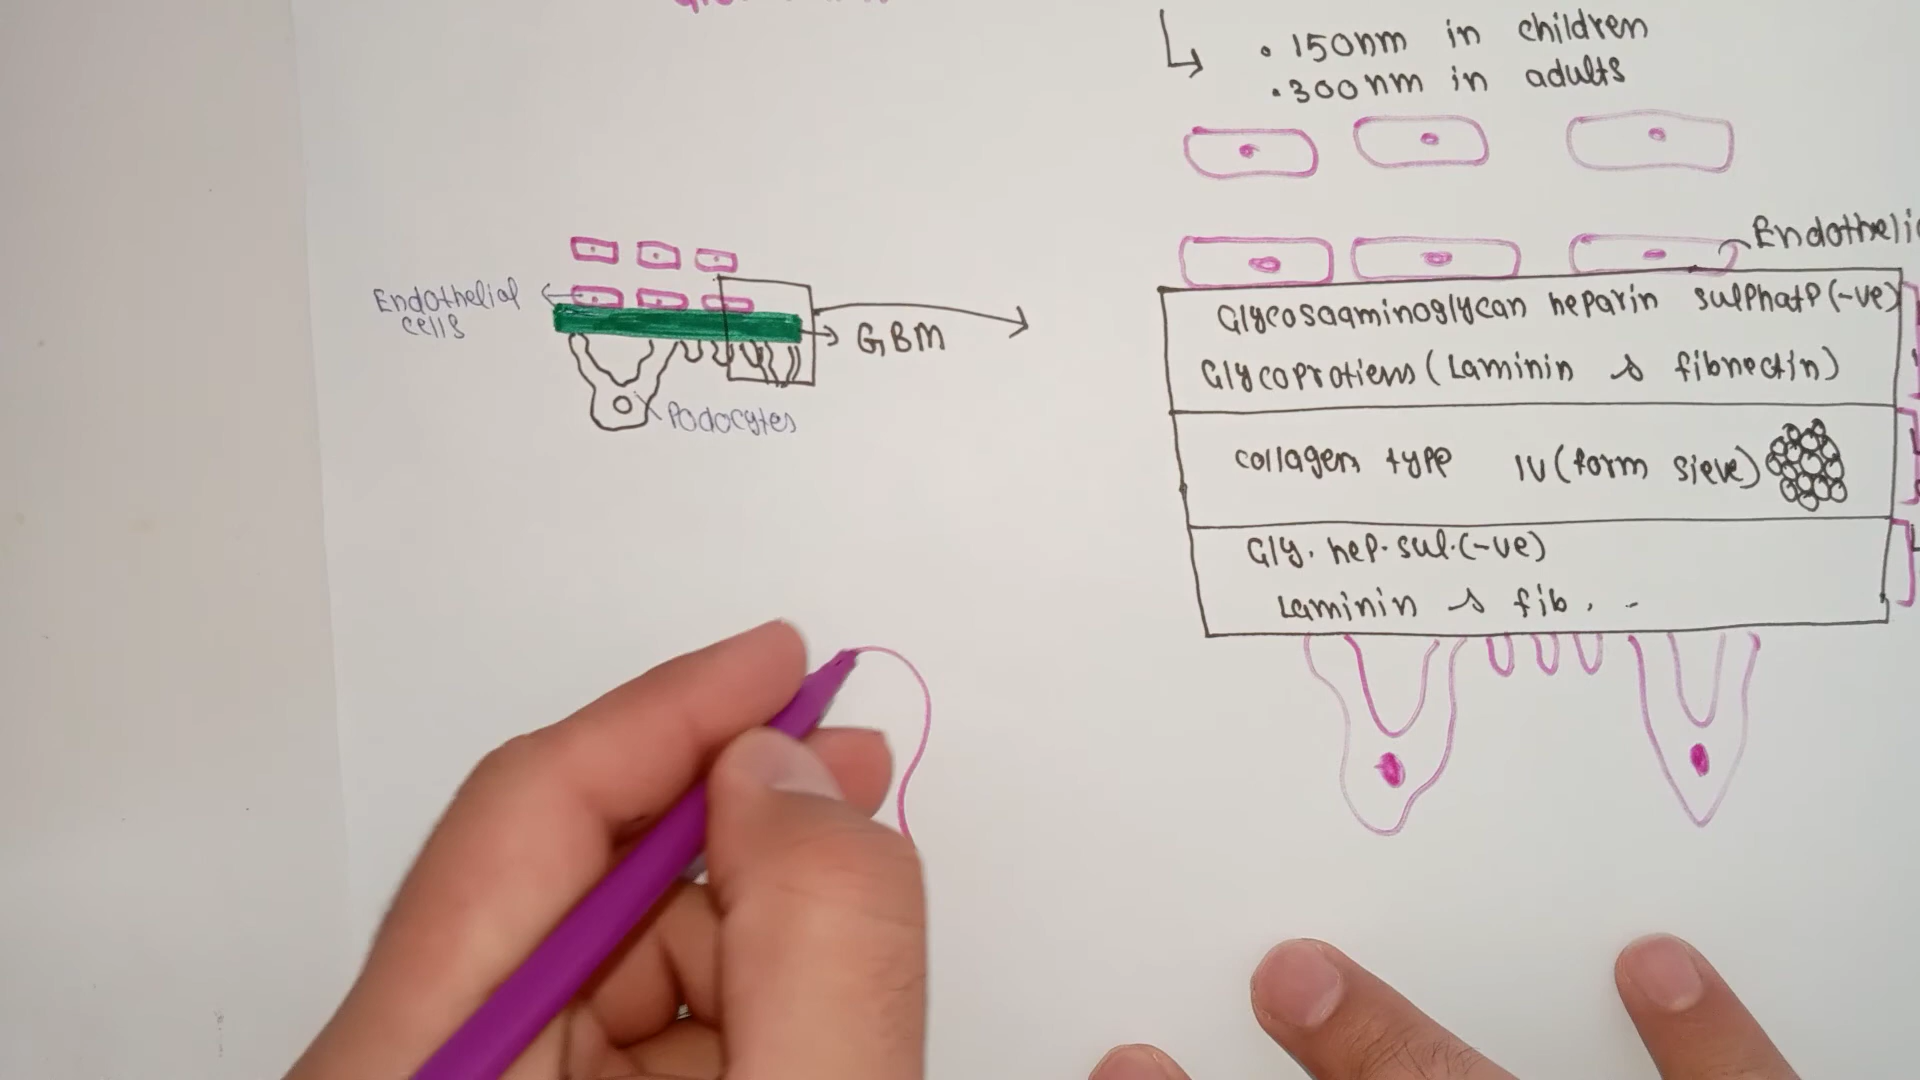 • 150nm in children
• 300nm in adults
Endothelial
cells
GBM
Podocytes
Endotheli
Glycosaaminoglycan heparin sulphate (-ve)
Glycoprotiens (Laminin & fibnectin)
collagen type IV (form sieve)
Gly. hep. sul. (-ve)
Laminin & fib. -